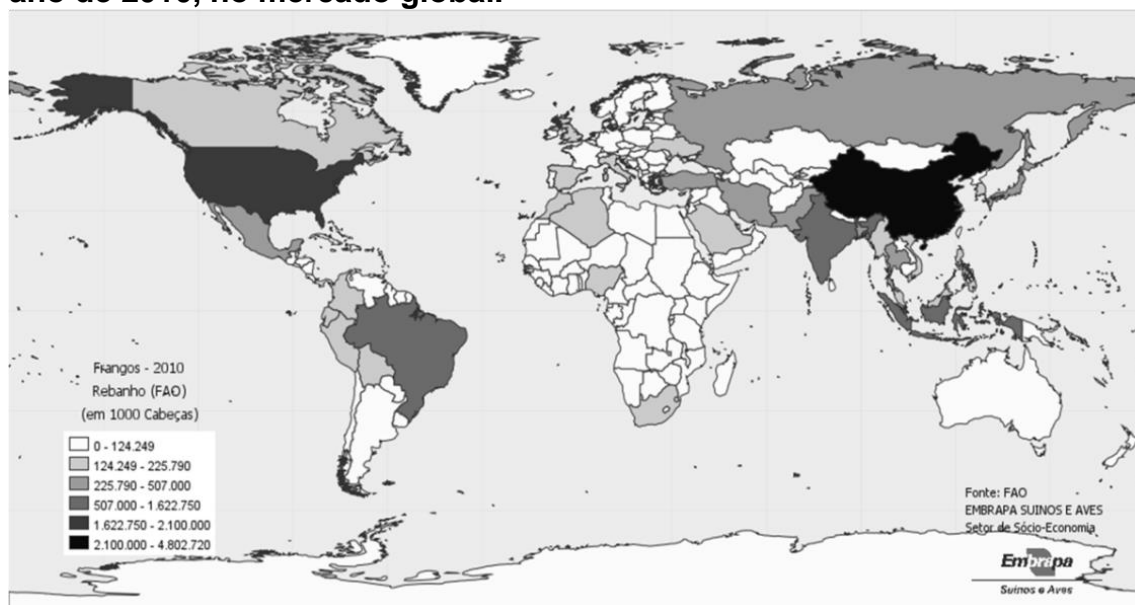 ano de 2010, no mercado global.
Frangos - 2010
Rebanho (FAO)
(em 1000 Cabeças)
0 - 124.249
124.249 - 225.790
225.790 - 507.000
507.000 - 1.622.750
1.622.750 - 2.100.000
2.100.000 - 4.802.720
Fonte: FAO
EMBRAPA SUINOS E AVES
Setor de Sócio-Economia
Embrapa
Suínos e Aves